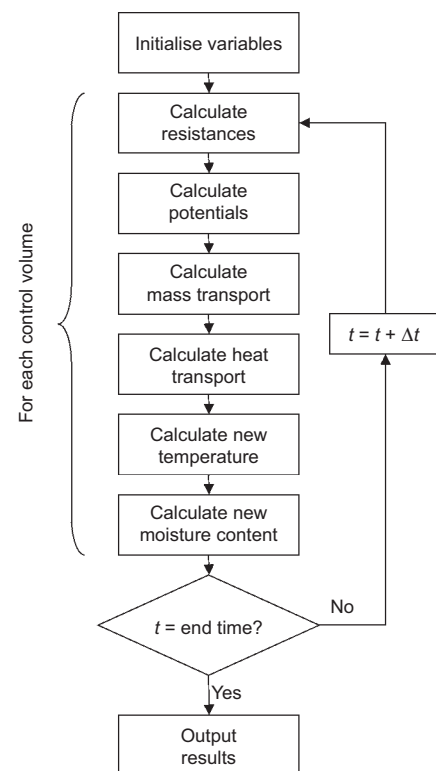 Initialise variables
Calculate
resistances
Calculate
potentials
Calculate
mass transport
Calculate heat
transport
Calculate new
temperature
Calculate new
moisture content
For each control volume
t = t + Δt
t = end time?
No
Yes
Output
results